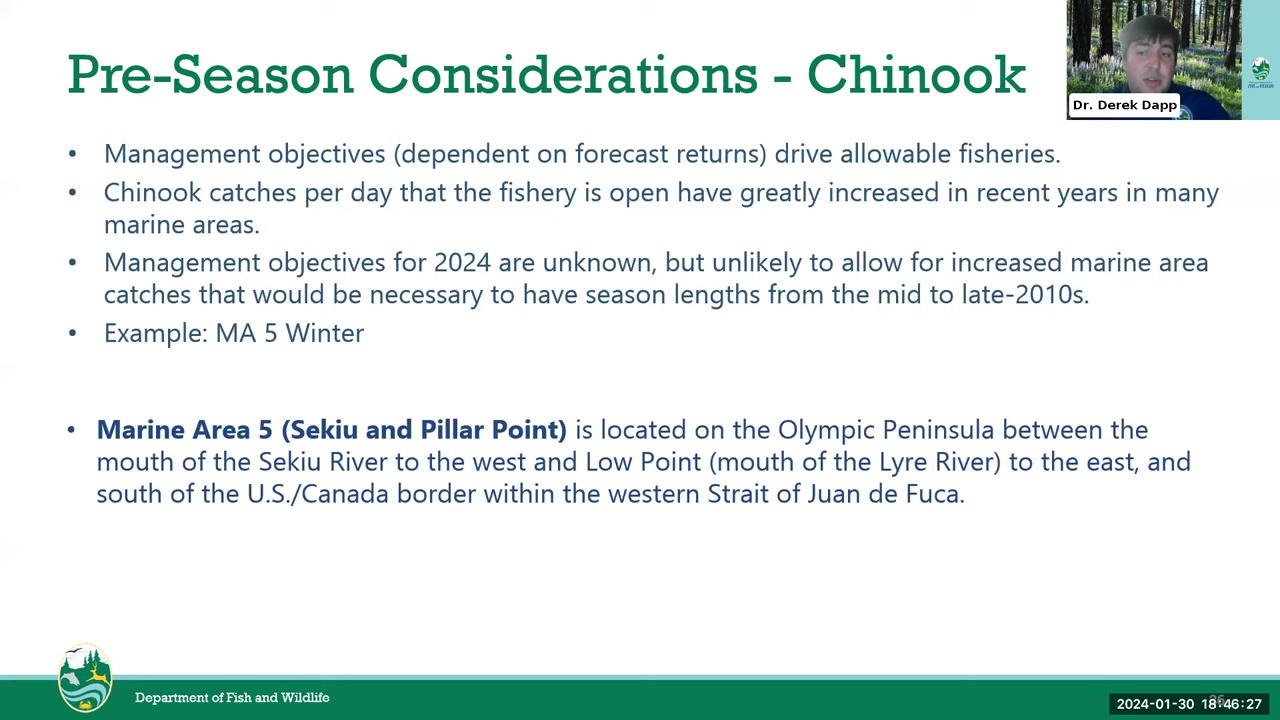 Pre-Season Considerations - Chinook
Dr. Derek Dapp
• Management objectives (dependent on forecast returns) drive allowable fisheries.
• Chinook catches per day that the fishery is open have greatly increased in recent years in many
marine areas.
• Management objectives for 2024 are unknown, but unlikely to allow for increased marine area
catches that would be necessary to have season lengths from the mid to late-2010s.
• Example: MA 5 Winter
• Marine Area 5 (Sekiu and Pillar Point) is located on the Olympic Peninsula between the
mouth of the Sekiu River to the west and Low Point (mouth of the Lyre River) to the east, and
south of the U.S./Canada border within the western Strait of Juan de Fuca.
Department of Fish and Wildlife
2024-01-30 18:46:27